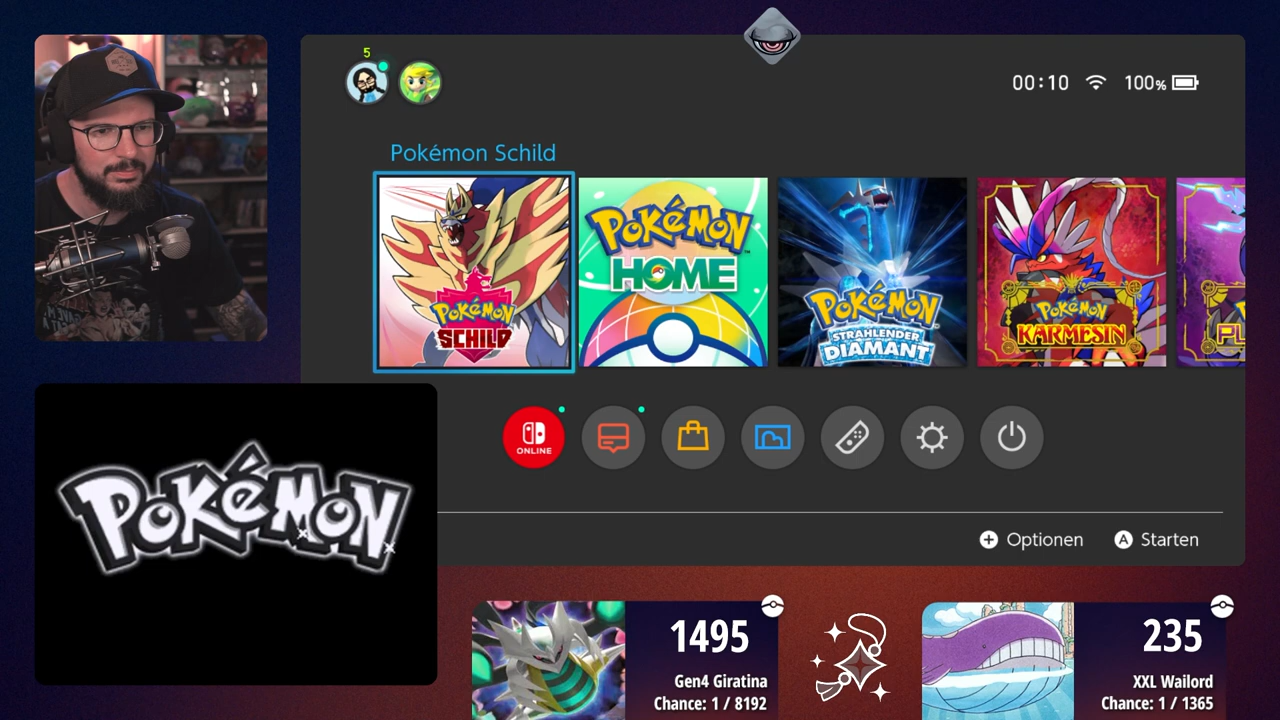 5
00:10
100%
Pokémon Schild
POKÉMON
SCHILD
POKÉMON
HOME
POKÉMON
STRAHLENDER
DIAMANT
POKÉMON
KARMESIN
ONLINE
Optionen
A Starten
POKÉMON
1495
Gen4 Giratina
Chance: 1 / 8192
235
XXL Wailord
Chance: 1 / 1365